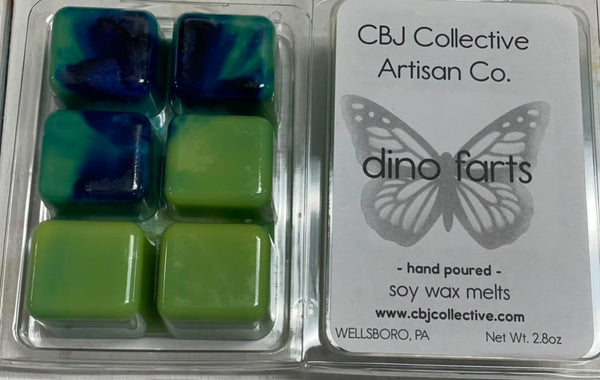 CBJ Collective
Artisan Co.
dino farts
- hand poured -
soy wax melts
www.cbjcollective.com
WELLSBORO, PA Net Wt. 2.8oz